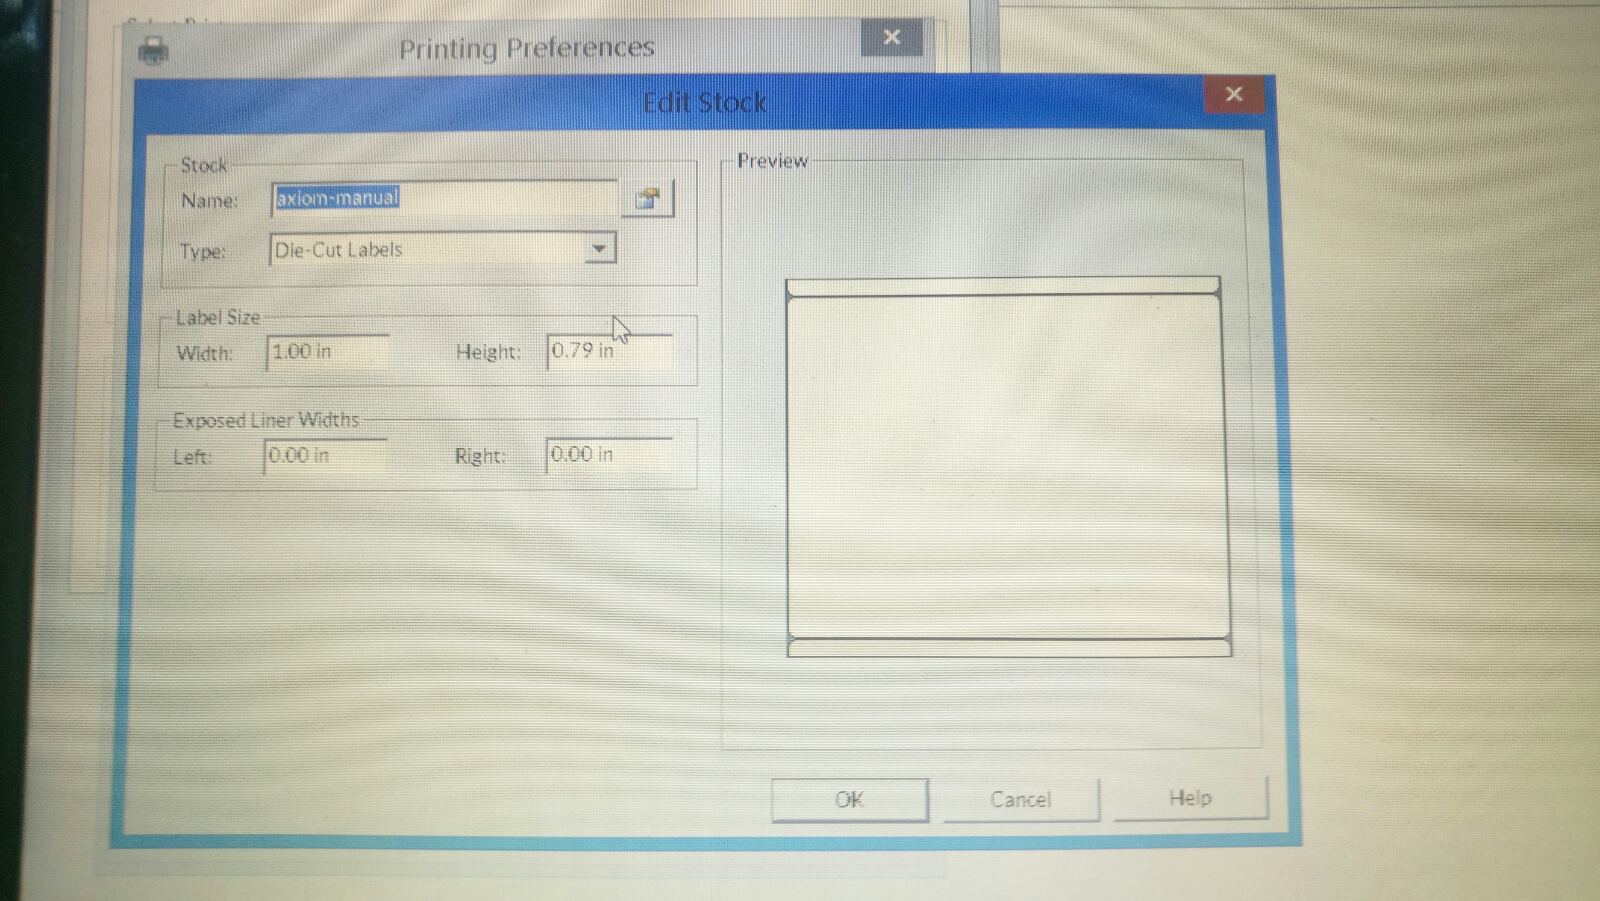 Printing Preferences
Edit Stock
Stock
Name: axiom-manual
Type: Die-Cut Labels
Label Size
Width: 1.00 in Height: 0.79 in
Exposed Liner Widths
Left: 0.00 in Right: 0.00 in
Preview
OK Cancel Help